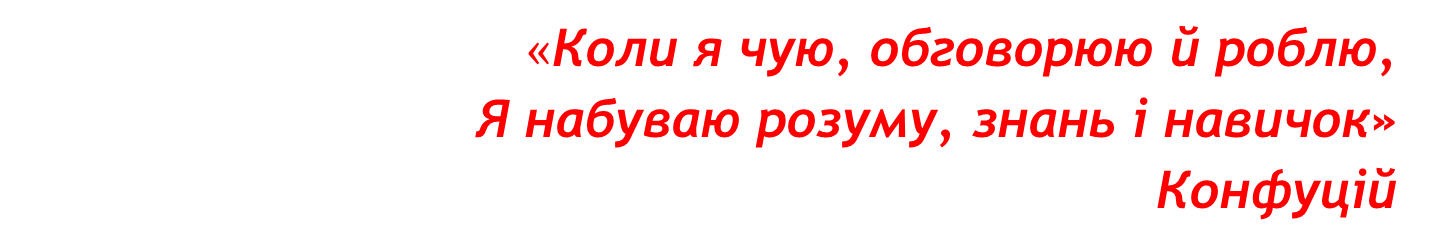 «Коли я чую, обговорюю й роблю,
Я набуваю розуму, знань і навичок»
Конфуцій